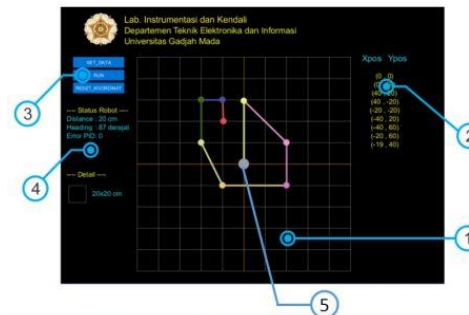 Lab. Instrumentasi dan Kendali
Departemen Teknik Elektronika dan Informasi
Universitas Gadjah Mada
SET_DATA
RUN
RESET_KOORDINAT
---- Status Robot----
Distance : 20 cm
Heading : 87 derajat
Error PID: 0
---- Detail ----
20x20 cm
Xpos Ypos
(0 , 0)
(40 , -20)
(-20 , -20)
(-40 , 20)
(-40 , 60)
(-20 , 60)
(-19 , 40)
1
2
3
4
5